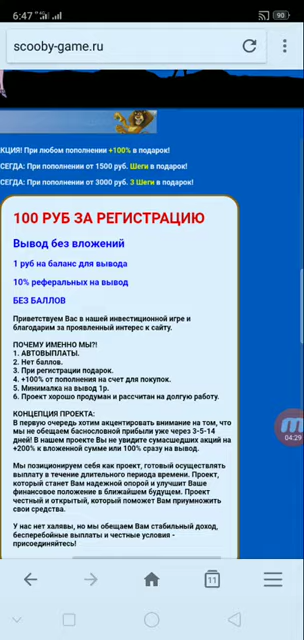 6:47
90
scooby-game.ru
КЦИЯ! При любом пополнении +100% в подарок!
СЕГДА: При пополнении от 1500 руб. Шеги в подарок!
СЕГДА: При пополнении от 3000 руб. 3 Шеги в подарок!
100 РУБ ЗА РЕГИСТРАЦИЮ
Вывод без вложений
1 руб на баланс для вывода
10% реферальных на вывод
БЕЗ БАЛЛОВ
Приветствуем Вас в нашей инвестиционной игре и
благодарим за проявленный интерес к сайту.
ПОЧЕМУ ИМЕННО МЫ?!
1. АВТОВЫПЛАТЫ.
2. Нет баллов.
3. При регистрации подарок.
4. +100% от пополнения на счет для покупок.
5. Минималка на вывод 1р.
6. Проект хорошо продуман и рассчитан на долгую работу.
КОНЦЕПЦИЯ ПРОЕКТА:
В первую очередь хотим акцентировать внимание на том, что
мы не обещаем баснословной прибыли уже через 3-5-14
дней! В нашем проекте Вы не увидите сумасшедших акций на
+200% к вложенной сумме или 100% сразу на вывод.
Мы позиционируем себя как проект, готовый осуществлять
выплату в течение длительного периода времени. Проект,
который станет Вам надежной опорой и улучшит Ваше
финансовое положение в ближайшем будущем. Проект
честный и открытый, который поможет Вам приумножить
свои средства.
У нас нет халявы, но мы обещаем Вам стабильный доход,
бесперебойные выплаты и честные условия -
присоединяйтесь!
04:29
11